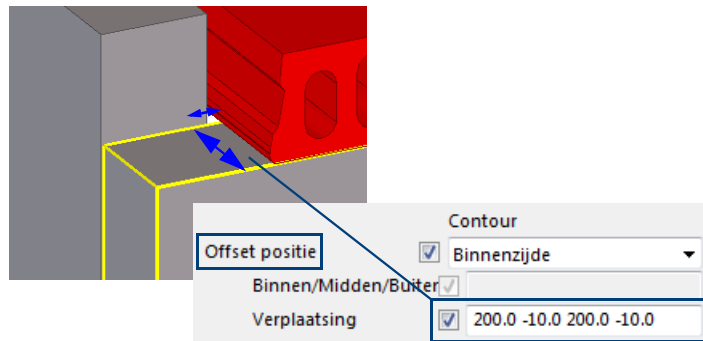 Contour
Offset positie Binnenzijde
Binnen/Midden/Buiter
Verplaatsing 200.0 -10.0 200.0 -10.0